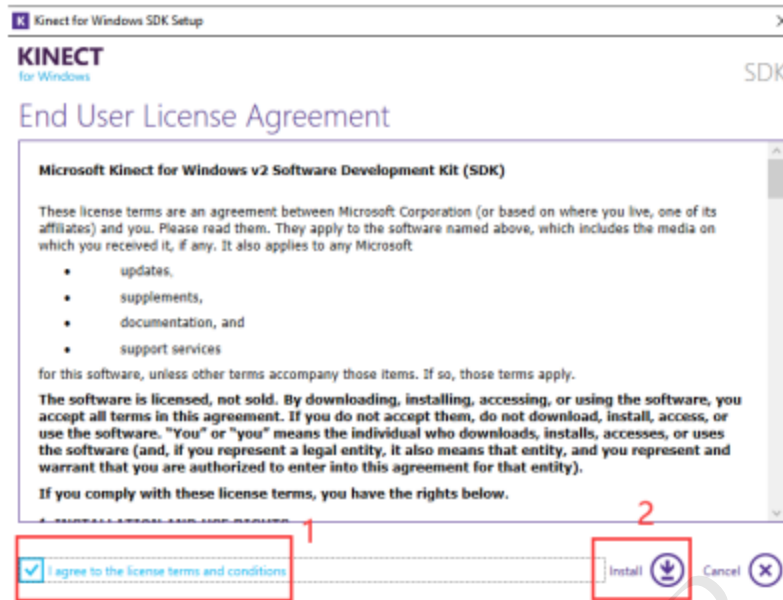 Kinect for Windows SDK Setup
KINECT
for Windows
SDK
End User License Agreement
Microsoft Kinect for Windows v2 Software Development Kit (SDK)
These license terms are an agreement between Microsoft Corporation (or based on where you live, one of its
affiliates) and you. Please read them. They apply to the software named above, which includes the media on
which you received it, if any. It also applies to any Microsoft
• updates,
• supplements,
• documentation, and
• support services
for this software, unless other terms accompany those items. If so, those terms apply.
The software is licensed, not sold. By downloading, installing, accessing, or using the software, you
accept all terms in this agreement. If you do not accept them, do not download, install, access, or
use the software. "You" or "you" means the individual who downloads, installs, accesses, or uses
the software (and, if you represent a legal entity, it also means that entity, and you represent and
warrant that you are authorized to enter into this agreement for that entity).
If you comply with these license terms, you have the rights below.
1. INSTALLATION AND USE RIGHTS
1
2
I agree to the license terms and conditions
Install
Cancel